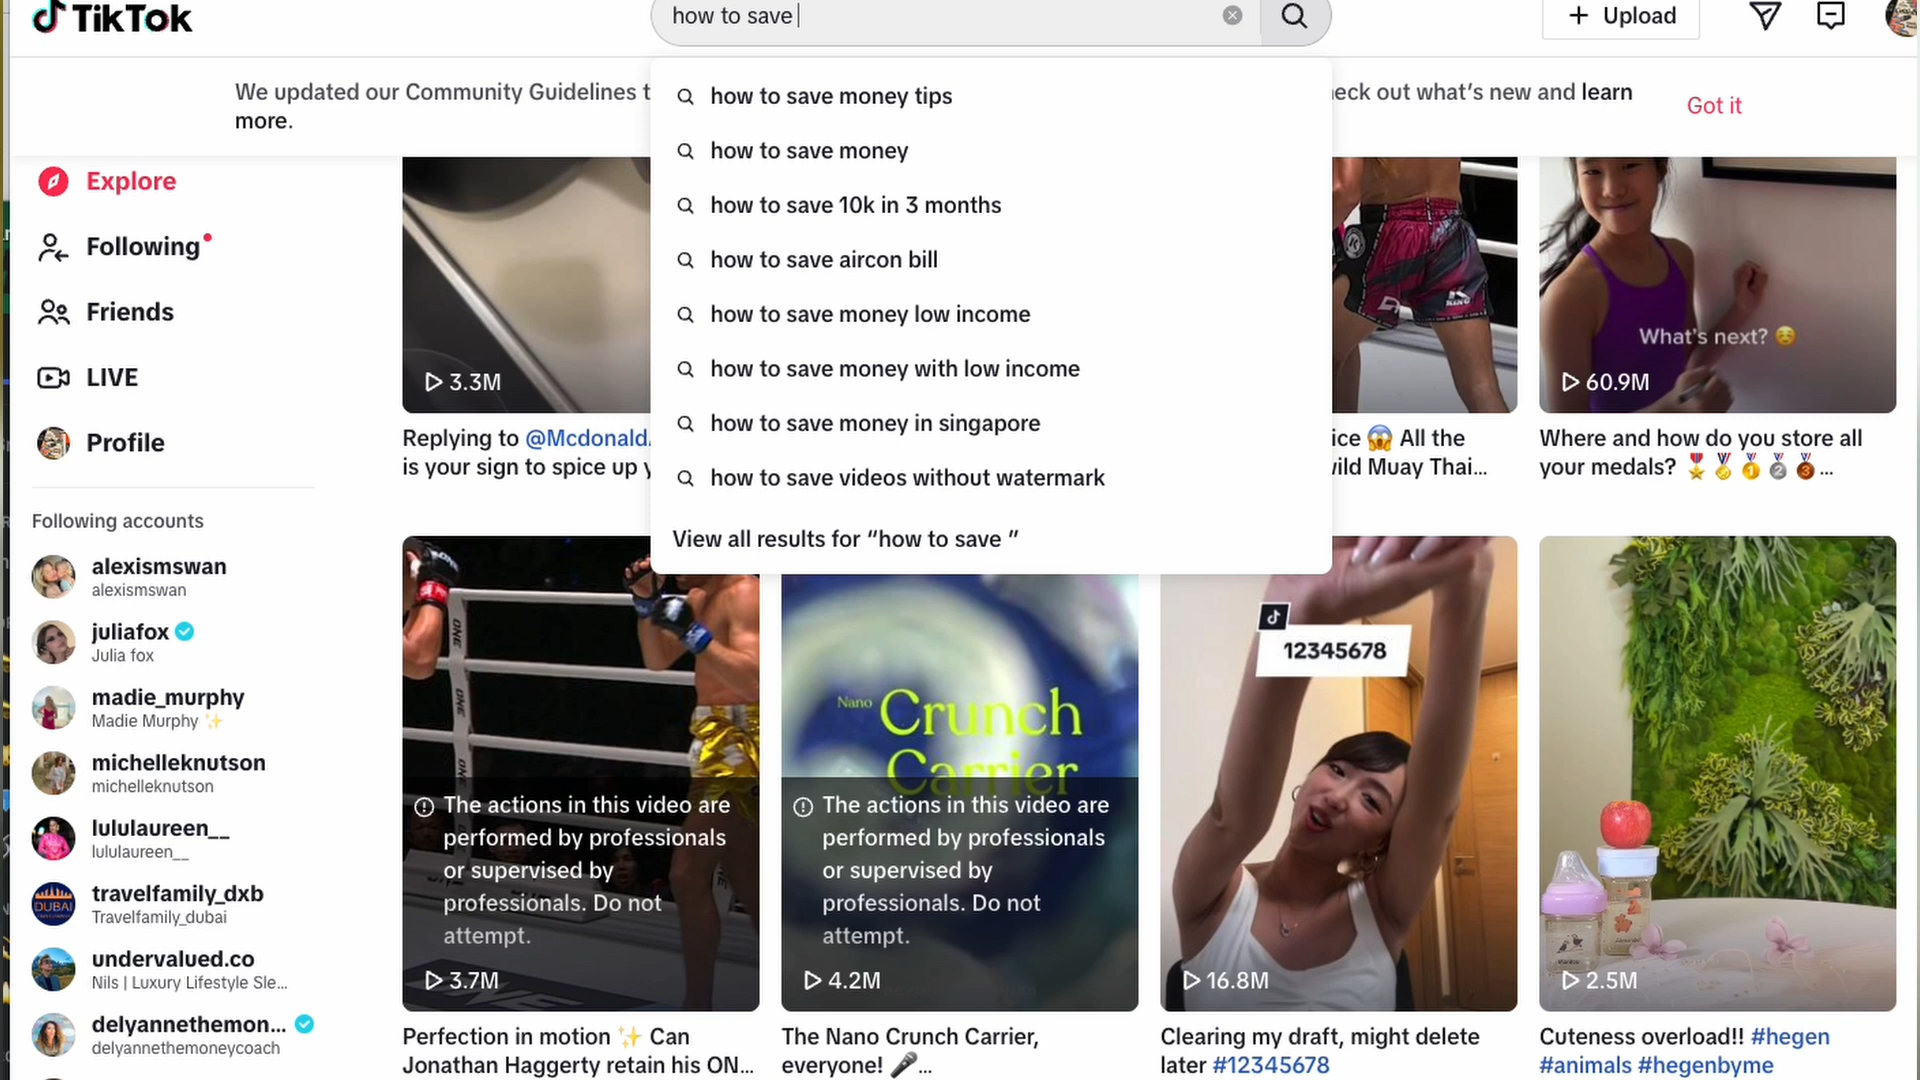 TikTok
how to save
+ Upload
We updated our Community Guidelines t
eck out what's new and learn
more.
Got it
how to save money tips
how to save money
how to save 10k in 3 months
how to save aircon bill
how to save money low income
how to save money with low income
how to save money in singapore
how to save videos without watermark
View all results for "how to save "
Explore
Following
Friends
LIVE
Profile
Following accounts
alexismswan
alexismswan
juliafox
Julia fox
madie_murphy
Madie Murphy ✨
michelleknutson
michelleknutson
lululaureen__
lululaureen__
DUBAI
travelfamily_dxb
Travelfamily_dubai
undervalued.co
Nils | Luxury Lifestyle Sle...
delyannethemon...
delyannethemoneycoach
3.3M
Replying to @Mcdonald
is your sign to spice up y
KING
ice 😱 All the
ild Muay Thai...
What's next? ☺️
60.9M
Where and how do you store all
your medals? 🎖️🏅🥇🥈🥉...
ONE
ONE
ONE
The actions in this video are
performed by professionals
or supervised by
professionals. Do not
attempt.
3.7M
Perfection in motion ✨ Can
Jonathan Haggerty retain his ON...
Nano Crunch
Carrier
The actions in this video are
performed by professionals
or supervised by
professionals. Do not
attempt.
4.2M
The Nano Crunch Carrier,
everyone! 🎤...
12345678
16.8M
Clearing my draft, might delete
later #12345678
2.5M
Cuteness overload!! #hegen
#animals #hegenbyme